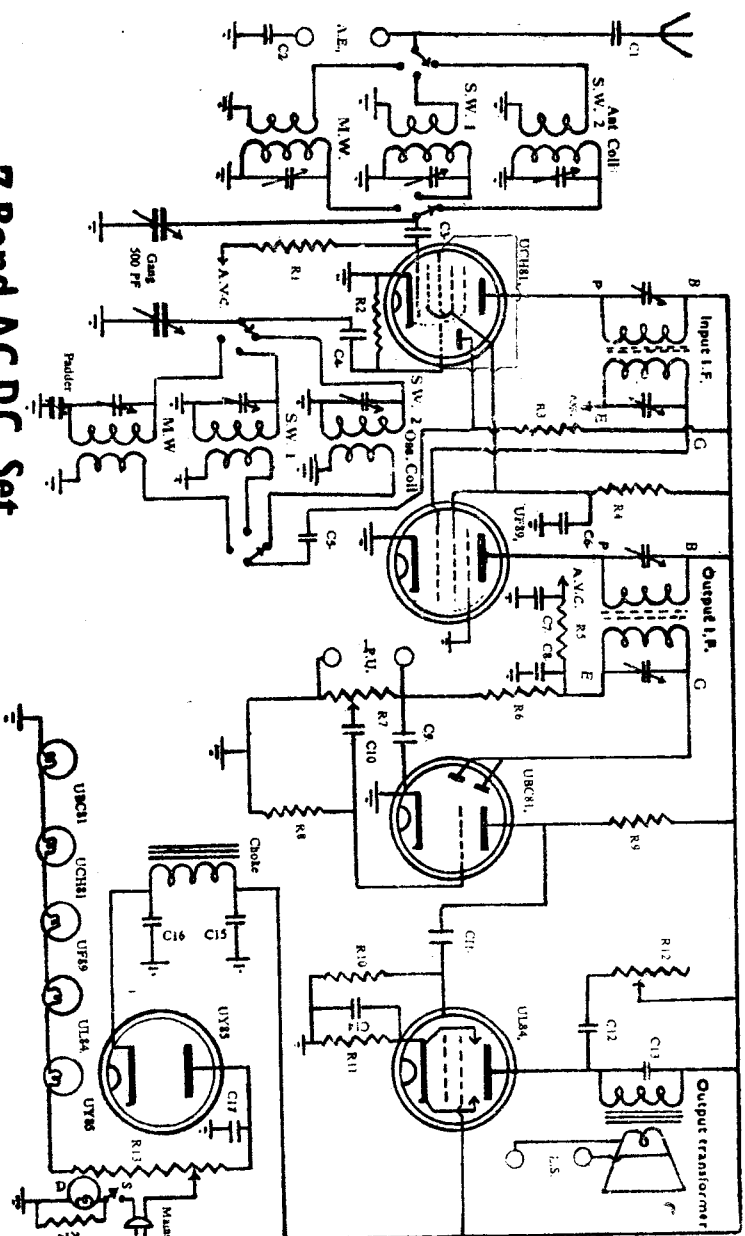 C1
A.E.
C2
Ant Coil
S.W. 2
S.W. 1
M.W.
C3
UCH81,
R1
A.V.C.
R2
Gang
500 PF
C4
Padder
M.W
S.W. 1
S.W. 2 Osa. Coil
C5
P
B
Input I.F.
E
G
R3
R4
C6
UF89,
P
B
Output I.F.
E
G
A.V.C.
R5
C7
C8
R6
P.U.
R7
C9
C10
R8
UBC81,
R9
C11
R10
C14
R11
UL84,
R12
C12
C13
Output transformer
L.S.
Choke
C16
C15
UY85
C17
R13
UBC81
UCH81
UF89
UL84
UY85
S
Band AC DC Set